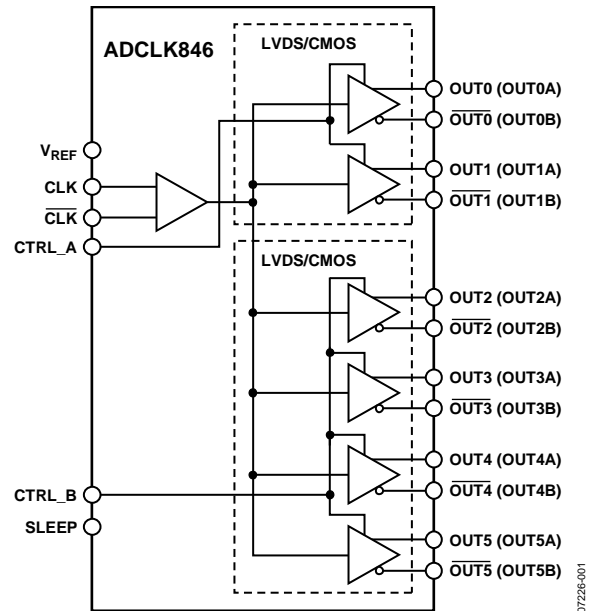 ADCLK846
LVDS/CMOS
OUT0 (OUT0A)
OUT0 (OUT0B)
VREF
OUT1 (OUT1A)
CLK
OUT1 (OUT1B)
CLK
CTRL_A
LVDS/CMOS
OUT2 (OUT2A)
OUT2 (OUT2B)
OUT3 (OUT3A)
OUT3 (OUT3B)
OUT4 (OUT4A)
CTRL_B
OUT4 (OUT4B)
SLEEP
OUT5 (OUT5A)
OUT5 (OUT5B)
07226-001